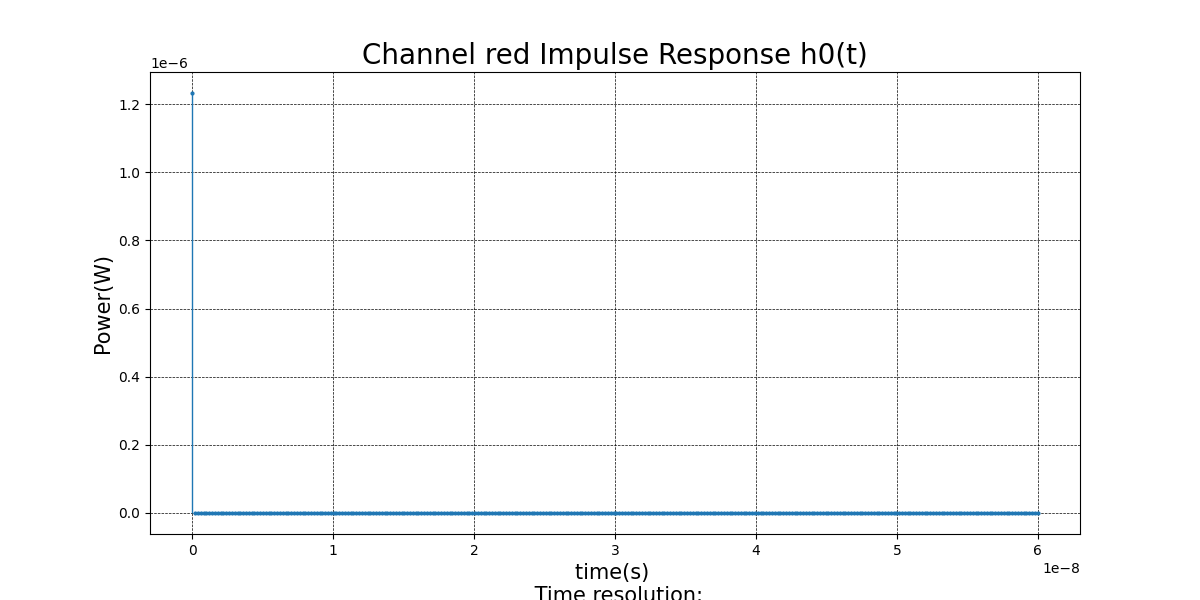 Channel red Impulse Response h0(t)
1e−6
1.2
1.0
0.8
0.6
0.4
0.2
0.0
Power(W)
0 1 2 3 4 5 6
1e−8
time(s)
Time resolution: